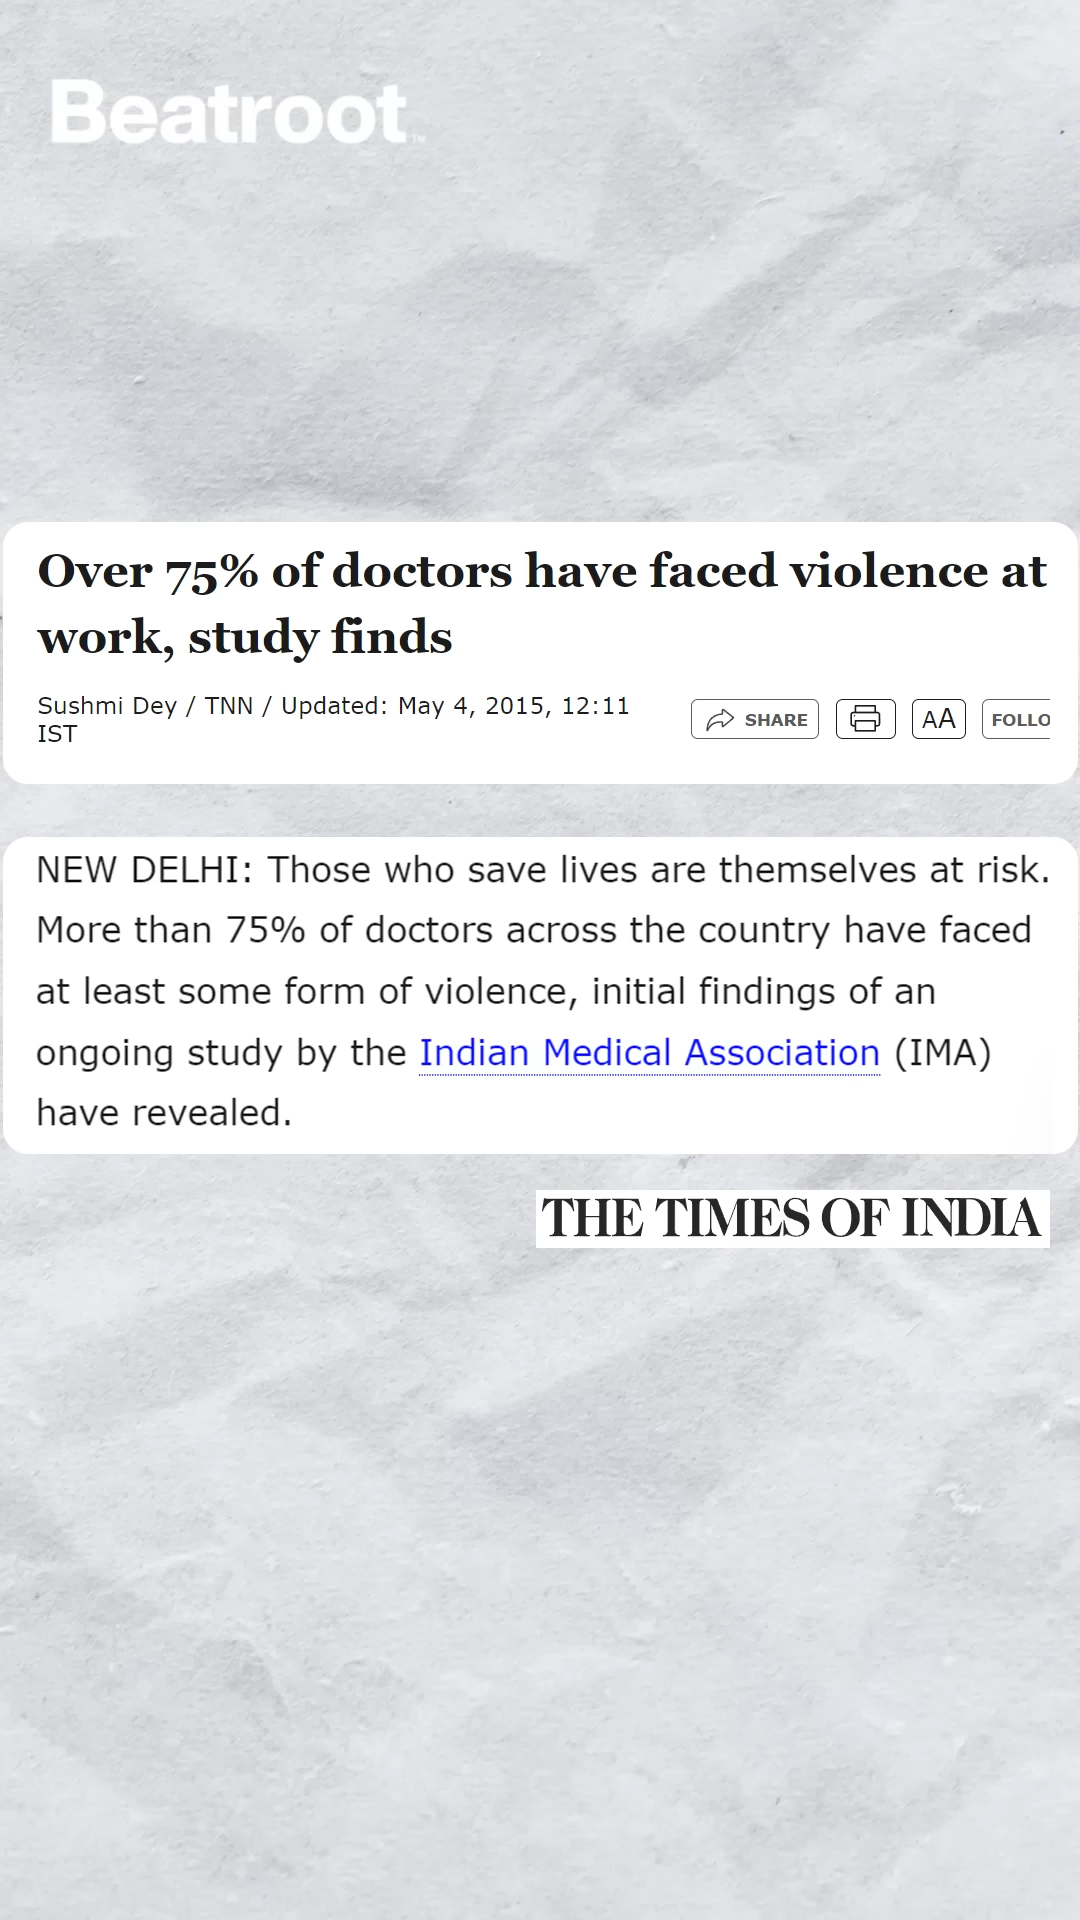 Beatroot™
Over 75% of doctors have faced violence at
work, study finds
Sushmi Dey / TNN / Updated: May 4, 2015, 12:11
IST
SHARE
AA
FOLLO
NEW DELHI: Those who save lives are themselves at risk.
More than 75% of doctors across the country have faced
at least some form of violence, initial findings of an
ongoing study by the Indian Medical Association (IMA)
have revealed.
THE TIMES OF INDIA